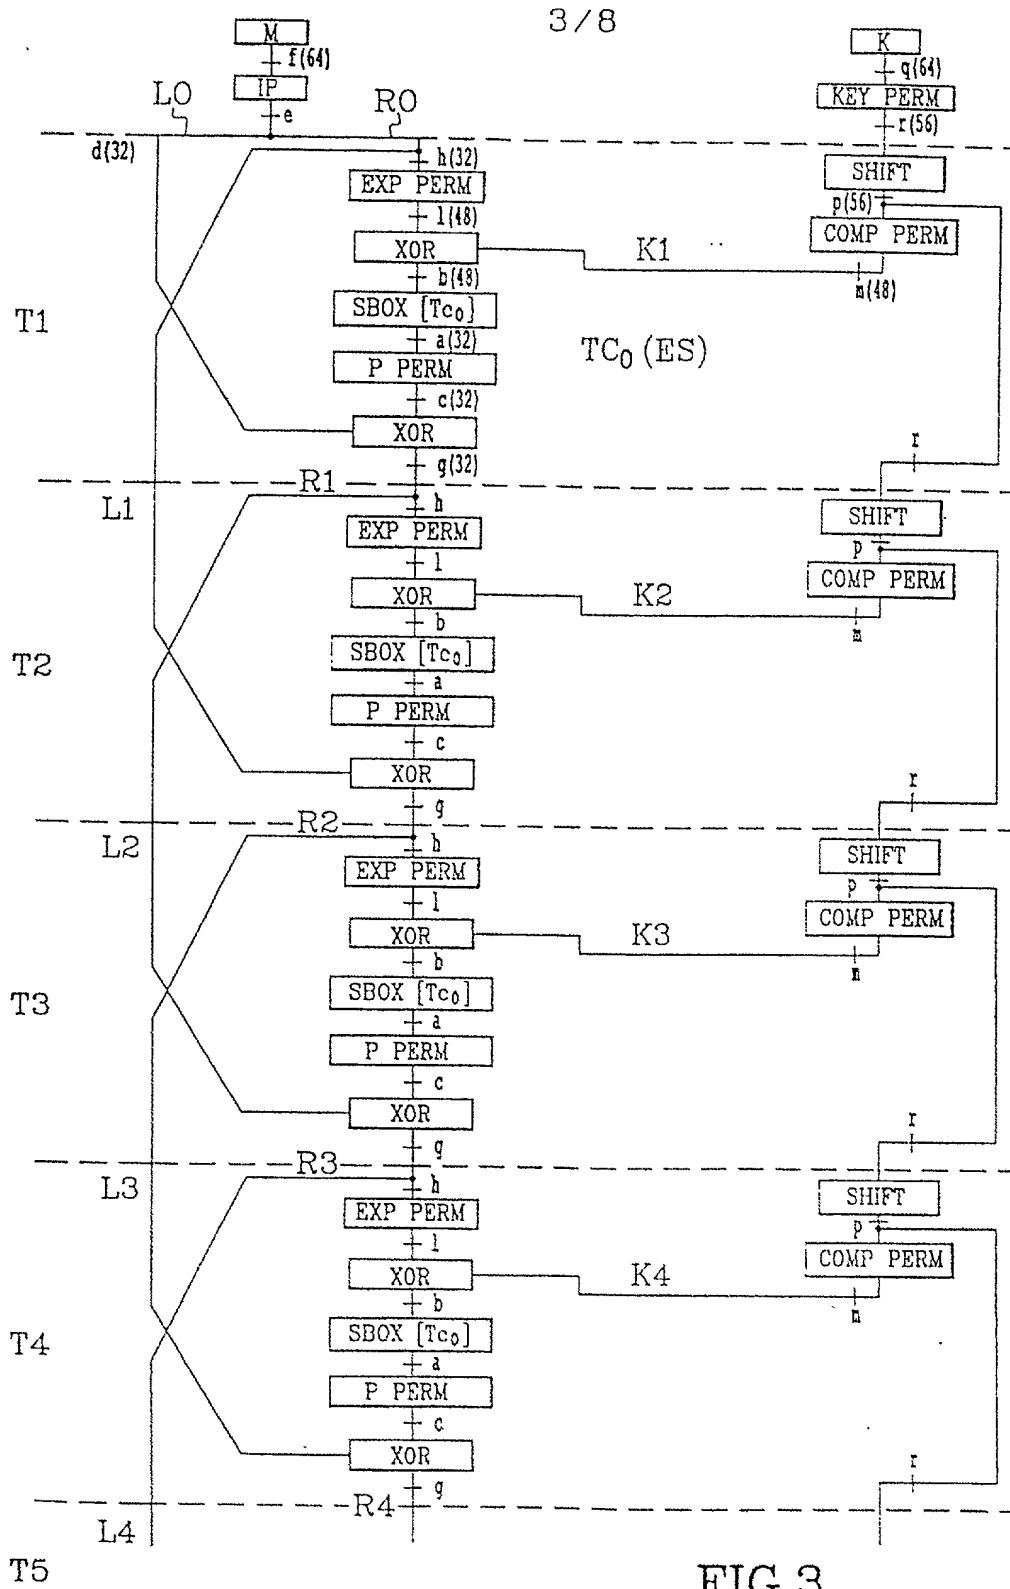 3/8
M K
f(64) q(64)
IP KEY PERM
L0 R0
e r(56)
d(32)
h(32) SHIFT
EXP PERM p(56)
l(48) COMP PERM
XOR K1
b(48) m(48)
T1 SBOX [Tc0]
a(32) TC0 (ES)
P PERM
c(32)
XOR r
g(32)
L1 R1
h SHIFT
EXP PERM p
l COMP PERM
XOR K2
b m
T2 SBOX [Tc0]
a
P PERM
c
XOR r
g
L2 R2
h SHIFT
EXP PERM p
l COMP PERM
XOR K3
b m
T3 SBOX [Tc0]
a
P PERM
c
XOR r
g
L3 R3
h SHIFT
EXP PERM p
l COMP PERM
XOR K4
b m
T4 SBOX [Tc0]
a
P PERM
c
XOR r
g
L4 R4
T5
FIG.3